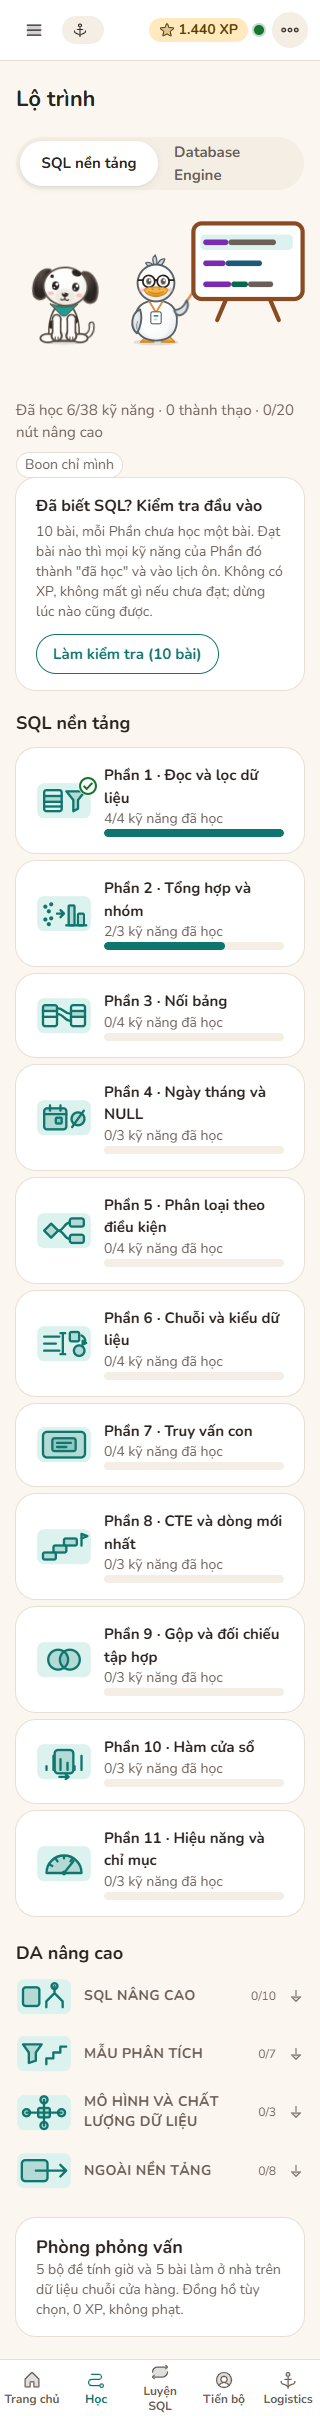 1.440 XP
Lộ trình
SQL nền tảng
Database
Engine
Đã học 6/38 kỹ năng · 0 thành thạo · 0/20
nút nâng cao
Boon chỉ mình
Đã biết SQL? Kiểm tra đầu vào
10 bài, mỗi Phần chưa học một bài. Đạt
bài nào thì mọi kỹ năng của Phần đó
thành "đã học" và vào lịch ôn. Không có
XP, không mất gì nếu chưa đạt; dừng
lúc nào cũng được.
Làm kiểm tra (10 bài)
SQL nền tảng
Phần 1 · Đọc và lọc dữ
liệu
4/4 kỹ năng đã học
Phần 2 · Tổng hợp và
nhóm
2/3 kỹ năng đã học
Phần 3 · Nối bảng
0/4 kỹ năng đã học
Phần 4 · Ngày tháng và
NULL
0/3 kỹ năng đã học
Phần 5 · Phân loại theo
điều kiện
0/4 kỹ năng đã học
Phần 6 · Chuỗi và kiểu dữ
liệu
0/4 kỹ năng đã học
Phần 7 · Truy vấn con
0/4 kỹ năng đã học
Phần 8 · CTE và dòng mới
nhất
0/3 kỹ năng đã học
Phần 9 · Gộp và đối chiếu
tập hợp
0/3 kỹ năng đã học
Phần 10 · Hàm cửa sổ
0/3 kỹ năng đã học
Phần 11 · Hiệu năng và
chỉ mục
0/3 kỹ năng đã học
DA nâng cao
SQL NÂNG CAO 0/10
MẪU PHÂN TÍCH 0/7
MÔ HÌNH VÀ CHẤT
LƯỢNG DỮ LIỆU 0/3
NGOÀI NỀN TẢNG 0/8
Phòng phỏng vấn
5 bộ đề tính giờ và 5 bài làm ở nhà trên
dữ liệu chuỗi cửa hàng. Đồng hồ tùy
chọn, 0 XP, không phạt.
Trang chủ
Học
Luyện
SQL
Tiến bộ
Logistics